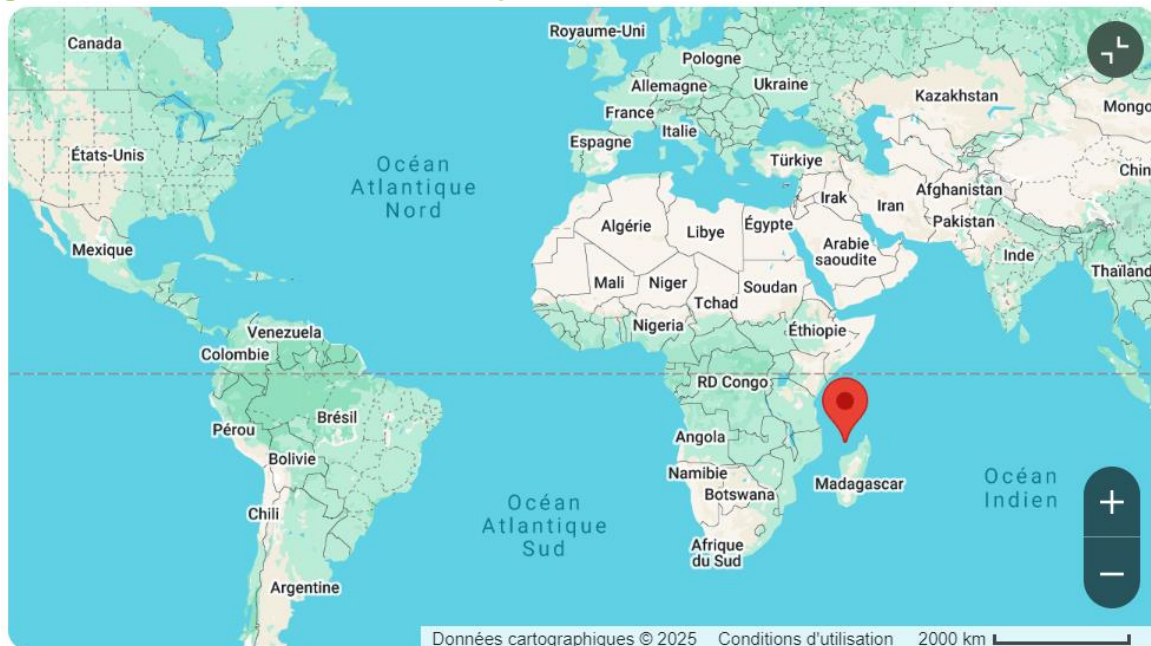 Canada
Royaume-Uni
Pologne
Allemagne
Ukraine
France
Kazakhstan
Mongo
Italie
Espagne
États-Unis
Océan
Atlantique
Nord
Türkiye
Chin
Afghanistan
Irak
Iran
Pakistan
Algérie
Libye
Égypte
Mexique
Arabie
saoudite
Inde
Thaïland
Mali
Niger
Soudan
Tchad
Nigeria
Éthiopie
Venezuela
Colombie
RD Congo
Brésil
Pérou
Angola
Bolivie
Namibie
Madagascar
Océan
Indien
Botswana
Océan
Atlantique
Sud
Chili
Afrique
du Sud
Argentine
Données cartographiques © 2025 Conditions d'utilisation 2000 km